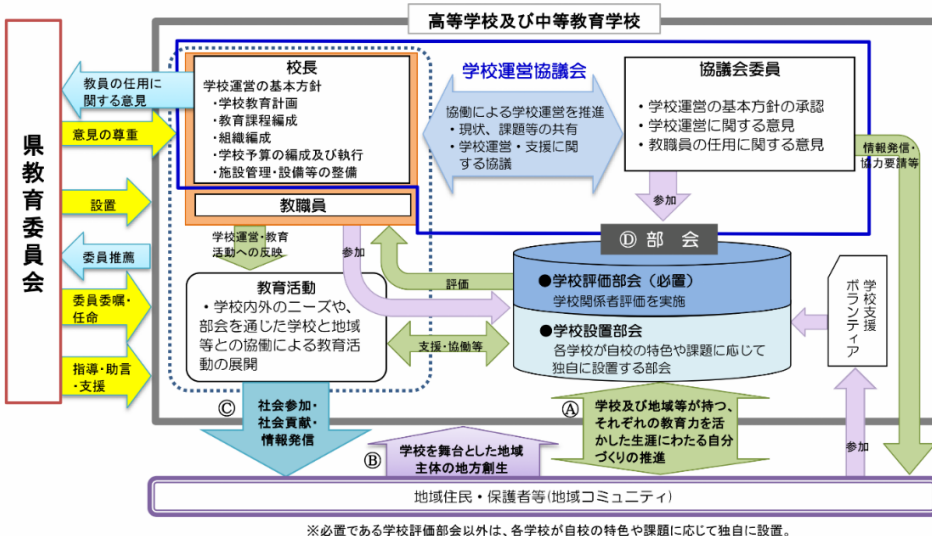 高等学校及び中等教育学校
県教育委員会
教員の任用に
関する意見
意見の尊重
設置
委員推薦
委員委嘱・
任命
指導・助言
・支援
校長
学校運営の基本方針
・学校教育計画
・教育課程編成
・組織編成
・学校予算の編成及び執行
・施設管理・設備等の整備
教職員
学校運営協議会
協働による学校運営を推進
・現状、課題等の共有
・学校運営・支援に関
する協議
協議会委員
・学校運営の基本方針の承認
・学校運営に関する意見
・教職員の任用に関する意見
情報発信・
協力要請等
学校運営・教育
活動への反映
参加
評価
参加
Ⓓ 部 会
●学校評価部会（必置）
学校関係者評価を実施
●学校設置部会
各学校が自校の特色や課題に応じて
独自に設置する部会
教育活動
・学校内外のニーズや、
部会を通じた学校と地域
等との協働による教育活
動の展開
支援・協働等
学校支援
ボランティア
参加
Ⓒ
社会参加・
社会貢献・
情報発信
Ⓑ
学校を舞台とした地域
主体の地方創生
Ⓐ
学校及び地域等が持つ、
それぞれの教育力を活
かした生涯にわたる自分
づくりの推進
地域住民・保護者等(地域コミュニティ)
※必置である学校評価部会以外は、各学校が自校の特色や課題に応じて独自に設置。